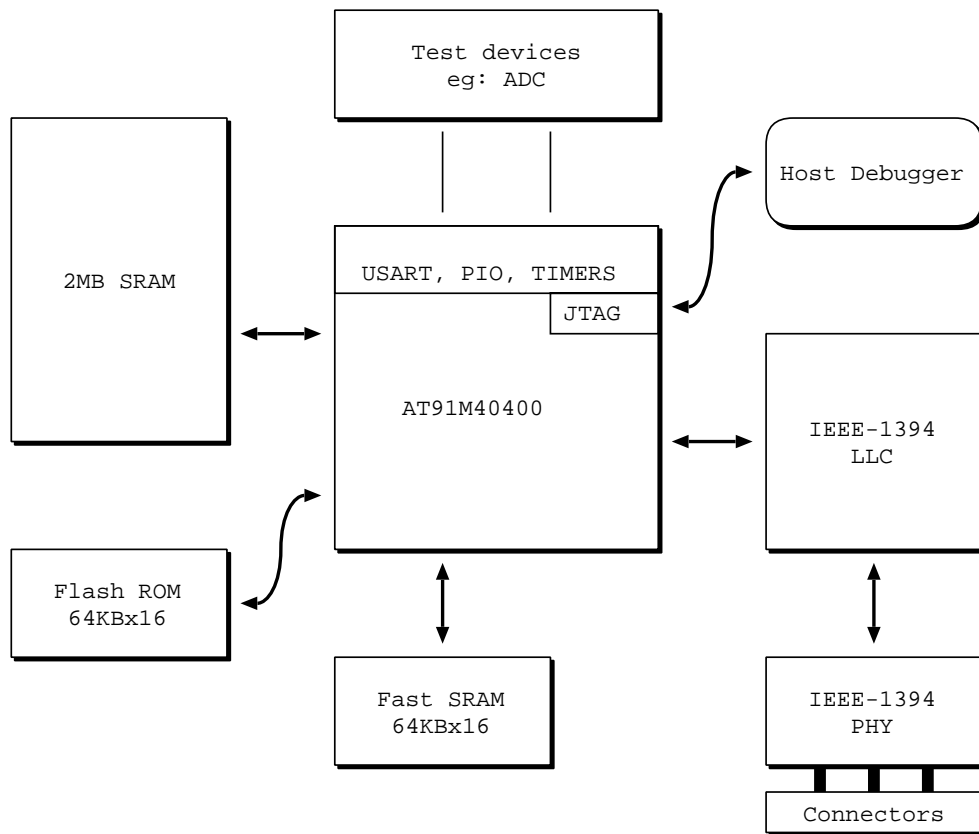 Test devices
eg: ADC
Host Debugger
2MB SRAM
USART, PIO, TIMERS
JTAG
AT91M40400
IEEE-1394
LLC
Flash ROM
64KBx16
Fast SRAM
64KBx16
IEEE-1394
PHY
Connectors